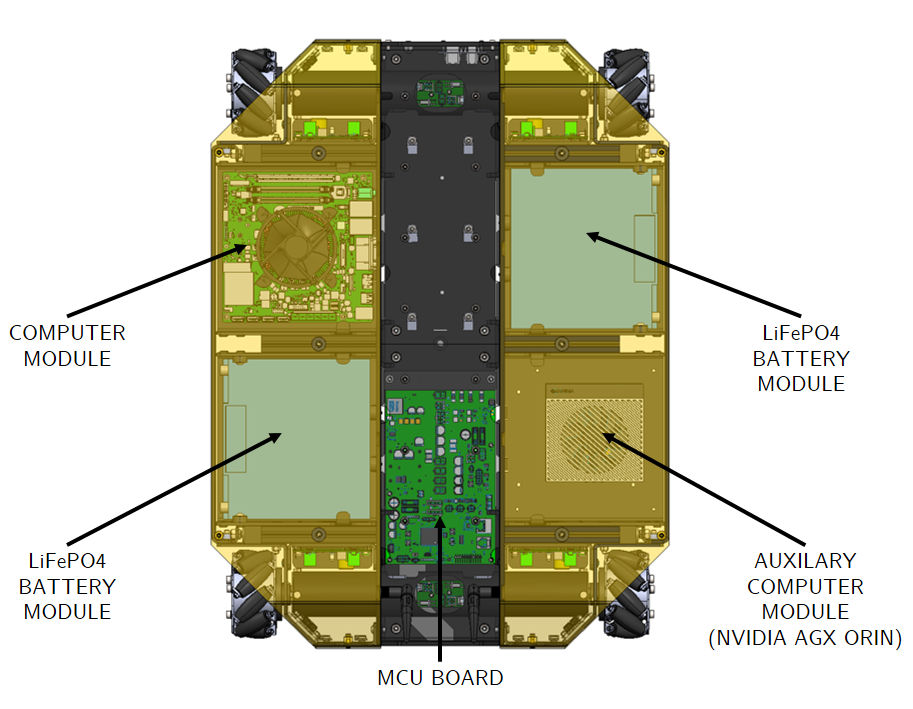 COMPUTER
MODULE
LiFePO4
BATTERY
MODULE
LiFePO4
BATTERY
MODULE
AUXILARY
COMPUTER
MODULE
(NVIDIA AGX ORIN)
MCU BOARD